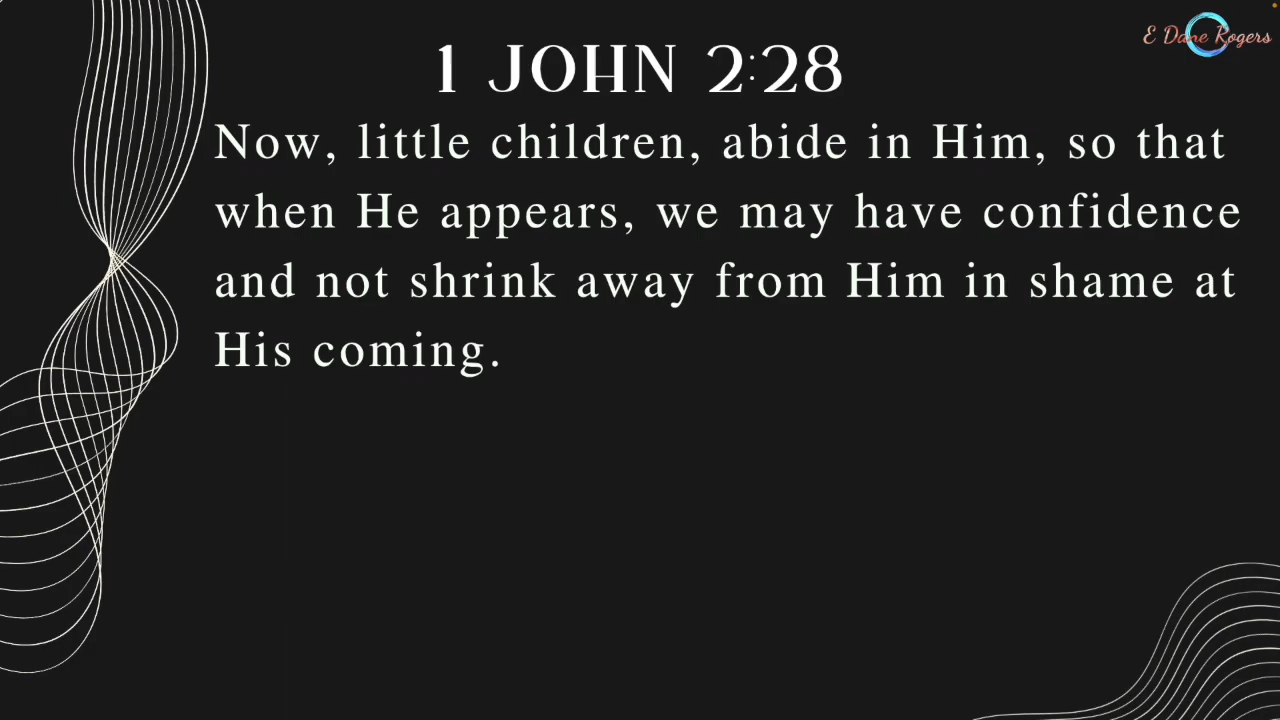 E Dane Rogers
1 JOHN 2:28
Now, little children, abide in Him, so that
when He appears, we may have confidence
and not shrink away from Him in shame at
His coming.